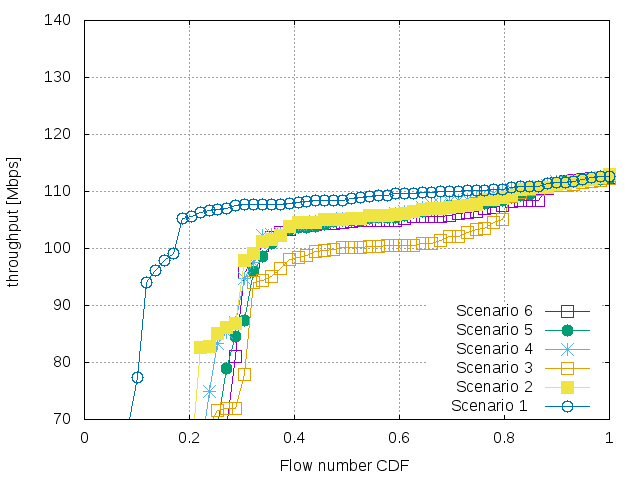 140
130
120
110
100
90
80
70
throughput [Mbps]
Scenario 6
Scenario 5
Scenario 4
Scenario 3
Scenario 2
Scenario 1
0
0.2
0.4
0.6
0.8
1
Flow number CDF